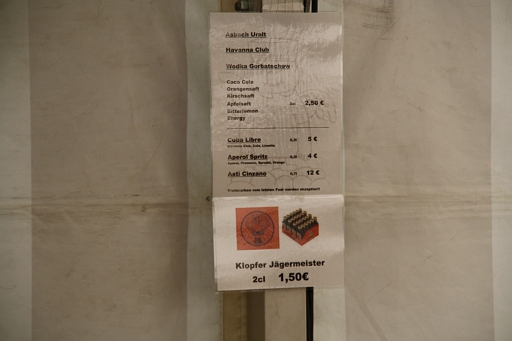 Asbach Uralt
Havanna Club
Wodka Gorbatschow
Coca Cola
Orangensaft
Kirschsaft
Apfelsaft 2cl 2,50 €
Bitterlemon
Energy
Cuba Libre 5 €
Aperol Spritz 4 €
Asti Cinzano 12 €
Klopfer Jägermeister
2cl 1,50€